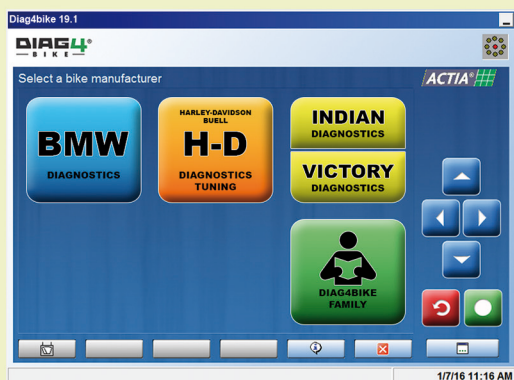 Diag4bike 19.1
DIAG4®
BIKE
Select a bike manufacturer
ACTIA®
BMW
DIAGNOSTICS
HARLEY-DAVIDSON
BUELL
H-D
DIAGNOSTICS
TUNING
INDIAN
DIAGNOSTICS
VICTORY
DIAGNOSTICS
DIAG4BIKE
FAMILY
1/7/16 11:16 AM